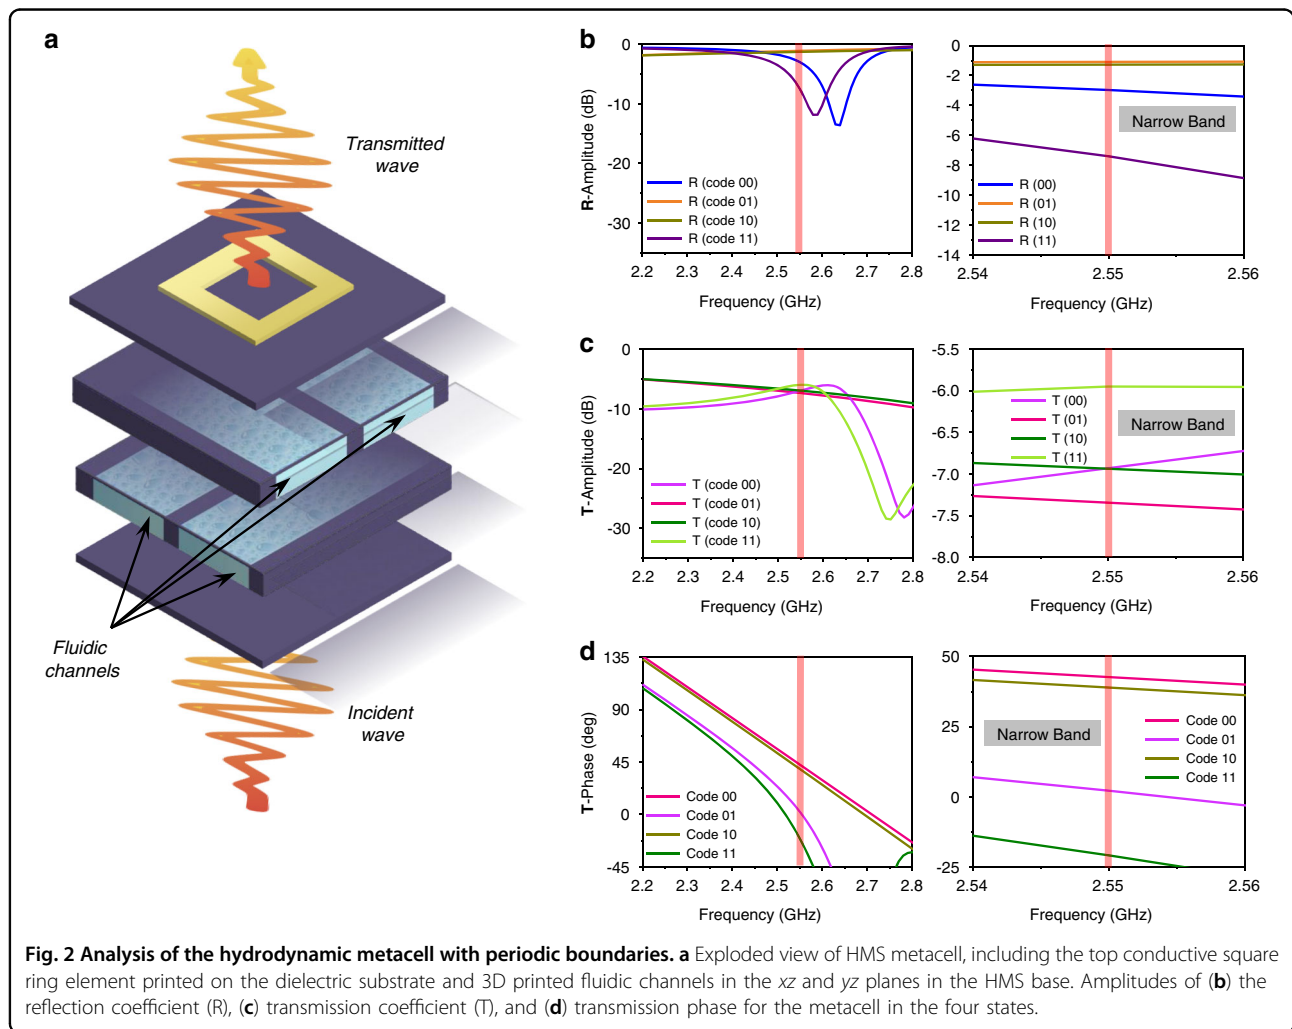 a
Transmitted
wave
Fluidic
channels
Incident
wave
b
R-Amplitude (dB)
0
-10
-20
-30
R (code 00)
R (code 01)
R (code 10)
R (code 11)
2.2 2.3 2.4 2.5 2.6 2.7 2.8
Frequency (GHz)
0
-2
-4
-6
-8
-10
-12
-14
Narrow Band
R (00)
R (01)
R (10)
R (11)
2.54 2.55 2.56
Frequency (GHz)
c
T-Amplitude (dB)
0
-10
-20
-30
T (code 00)
T (code 01)
T (code 10)
T (code 11)
2.2 2.3 2.4 2.5 2.6 2.7 2.8
Frequency (GHz)
-5.5
-6.0
-6.5
-7.0
-7.5
-8.0
T (00)
T (01)
T (10)
T (11)
Narrow Band
2.54 2.55 2.56
Frequency (GHz)
d
T-Phase (deg)
135
90
45
0
-45
Code 00
Code 01
Code 10
Code 11
2.2 2.3 2.4 2.5 2.6 2.7 2.8
Frequency (GHz)
50
25
0
-25
Narrow Band
Code 00
Code 01
Code 10
Code 11
2.54 2.55 2.56
Frequency (GHz)
Fig. 2 Analysis of the hydrodynamic metacell with periodic boundaries. a Exploded view of HMS metacell, including the top conductive square
ring element printed on the dielectric substrate and 3D printed fluidic channels in the xz and yz planes in the HMS base. Amplitudes of (b) the
reflection coefficient (R), (c) transmission coefficient (T), and (d) transmission phase for the metacell in the four states.